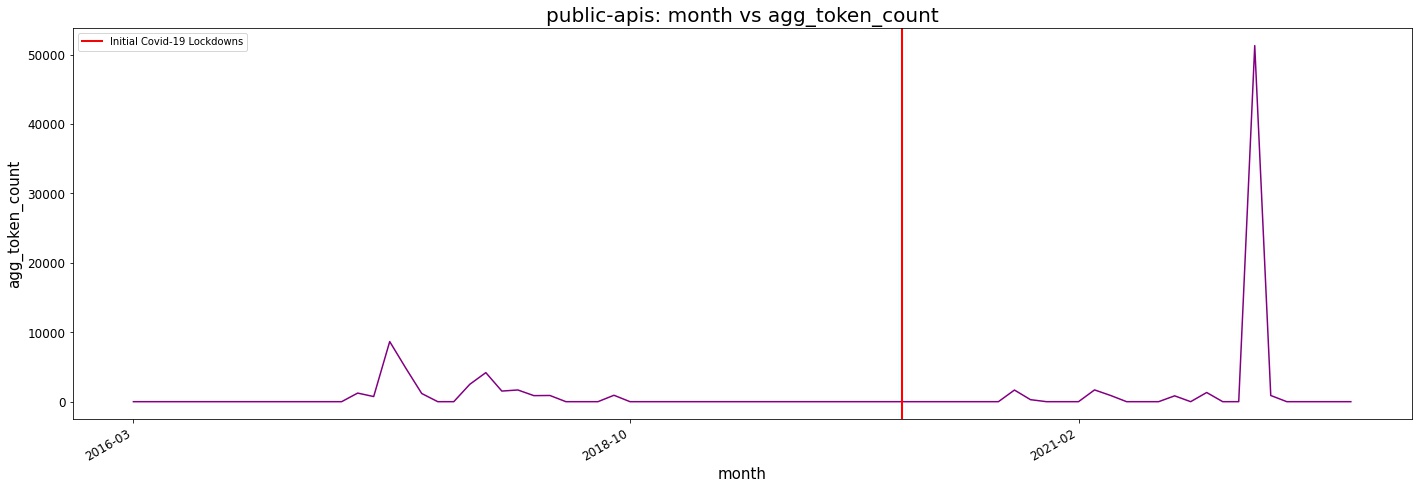 public-apis: month vs agg_token_count
Initial Covid-19 Lockdowns
50000
40000
30000
20000
10000
0
agg_token_count
2016-03
2018-10
2021-02
month